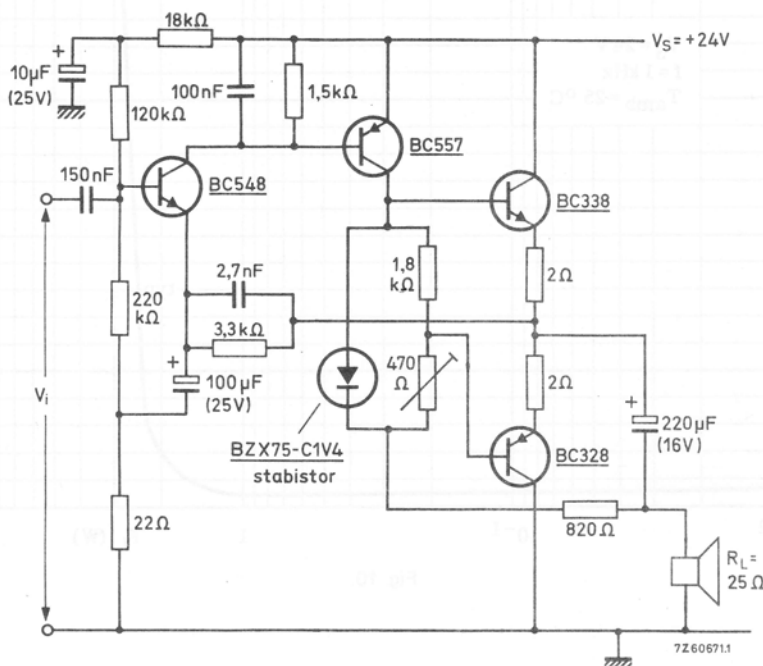 18kΩ
V_S = +24V
+
10µF
(25V)
100nF
1,5kΩ
120kΩ
BC557
150nF
BC548
BC338
2,7nF
1,8
kΩ
2Ω
220
kΩ
3,3kΩ
+
100µF
(25V)
470
Ω
2Ω
+
220µF
(16V)
V_i
BZX75-C1V4
stabistor
BC328
22Ω
820Ω
R_L =
25Ω
7Z60671.1